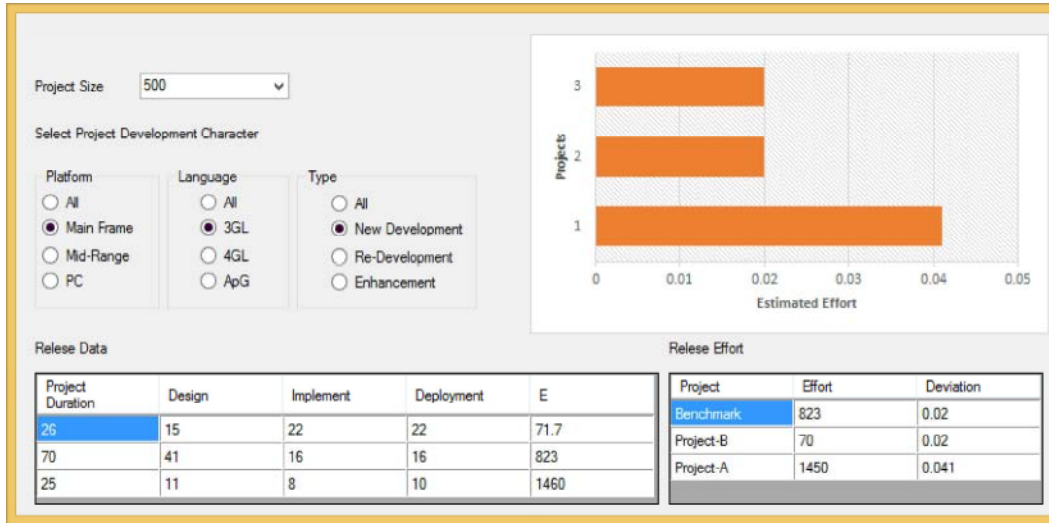 Project Size
500
Select Project Development Character
Platform
All
Main Frame
Mid-Range
PC
Language
All
3GL
4GL
ApG
Type
All
New Development
Re-Development
Enhancement
Projects
3
2
1
0 0.01 0.02 0.03 0.04 0.05
Estimated Effort
Relese Data
Project Duration Design Implement Deployment E
26 15 22 22 71.7
70 41 16 16 823
25 11 8 10 1460
Relese Effort
Project Effort Deviation
Benchmark 823 0.02
Project-B 70 0.02
Project-A 1450 0.041